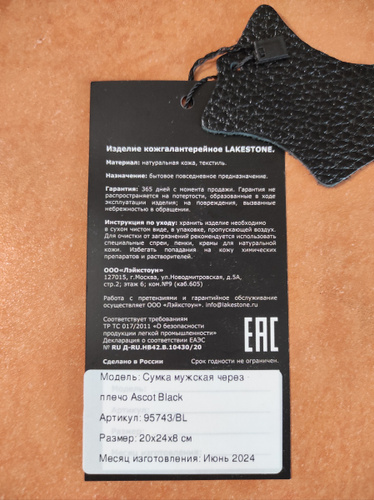 Изделие кожгалантерейное LAKESTONE.
Материал: натуральная кожа, текстиль.
Назначение: бытовое повседневное предназначение.
Гарантия: 365 дней с момента продажи. Гарантия не
распространяется на потертости, образованные в ходе
эксплуатации изделия; на повреждения, вызванные
небрежностью в обращении.
Инструкция по уходу: хранить изделие необходимо
в сухом чистом виде, в упаковке, пропускающей воздух.
Для очистки от загрязнений рекомендуется использовать
специальные спреи, пенки, кремы для натуральной
кожи. Избегать попадания на кожу химических
препаратов и растворителей.
ООО«Лэйкстоун»
127015, г.Москва, ул.Новодмитровская, д.5А,
стр.2; этаж 6; ком.№9 (каб.605)
Работа с претензиями и гарантийное обслуживание
осуществляет ООО «Лэйкстоун». info@lakestone.ru
Соответствует требованиям
ТР ТС 017/2011 «О безопасности
продукции легкой промышленности»
Декларация о соответствии ЕАЭС
№ RU Д-RU.НВ42.В.10430/20
ЕАС
Сделано в России Срок годности не ограничен.
Модель: Сумка мужская через
плечо Ascot Black
Артикул: 95743/BL
Размер: 20x24x8 см
Месяц изготовления: Июнь 2024